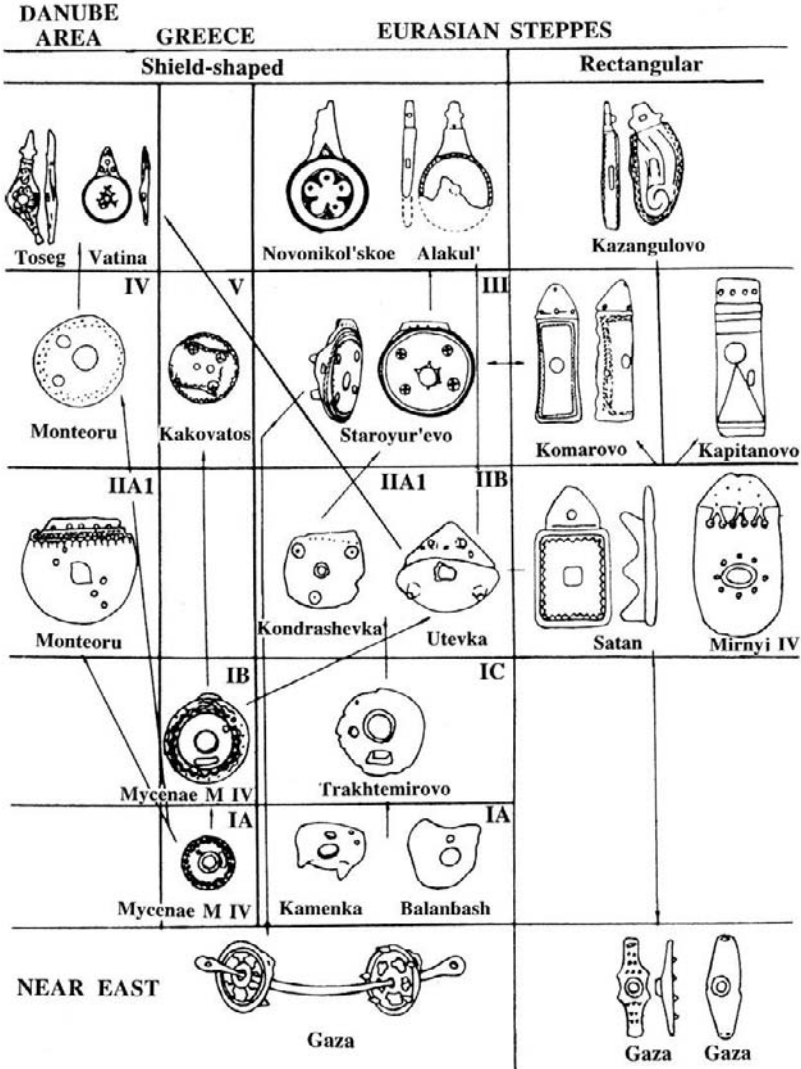 DANUBE AREA GREECE EURASIAN STEPPES
Shield-shaped Rectangular
Toseg Vatina Novonikol'skoe Alakul' Kazangulovo
IV V III
Monteoru Kakovatos Staroyur'evo Komarovo Kapitanovo
IIA1 IIA1 IIB
Monteoru Kondrashevka Utevka Satan Mirnyi IV
IB IC
Mycenae M IV Trakhtemirovo
IA IA
Mycenae M IV Kamenka Balanbash
NEAR EAST
Gaza Gaza Gaza